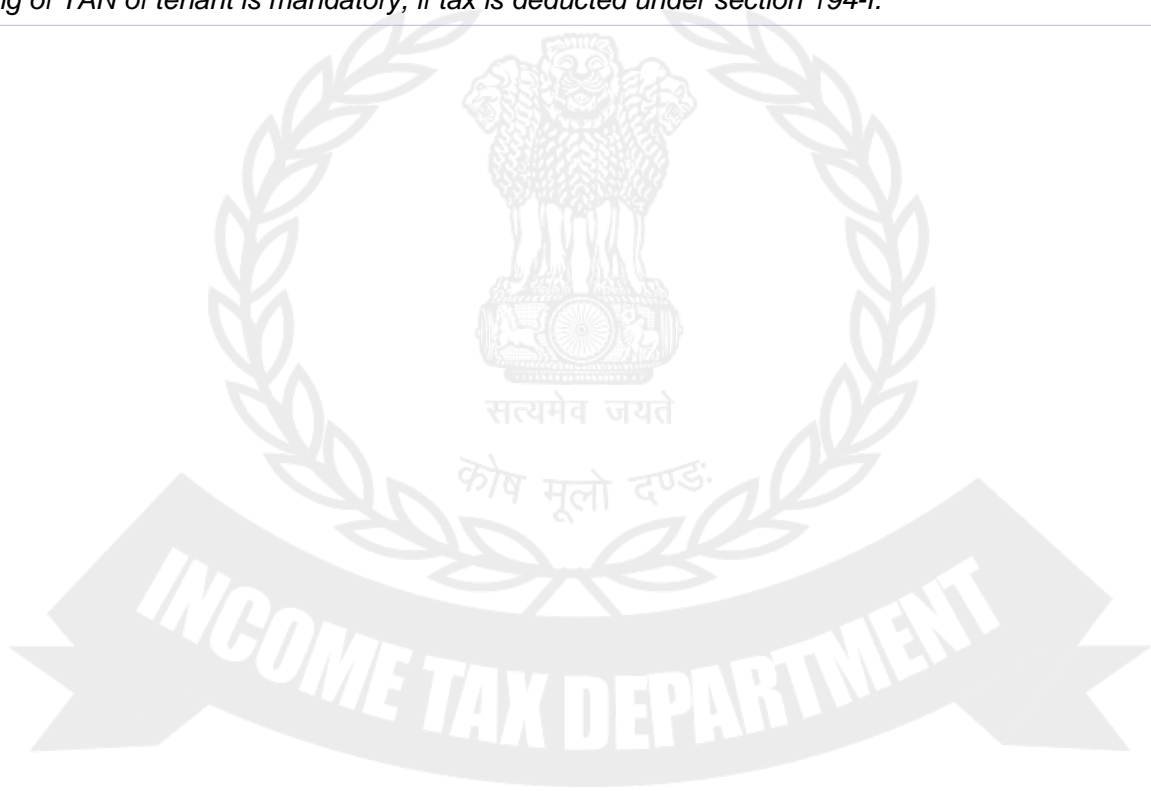 g of TAN of tenant is mandatory, if tax is deducted under section 194-I.
सत्यमेव जयते
कोष मूलो दण्डः
INCOME TAX DEPARTMENT